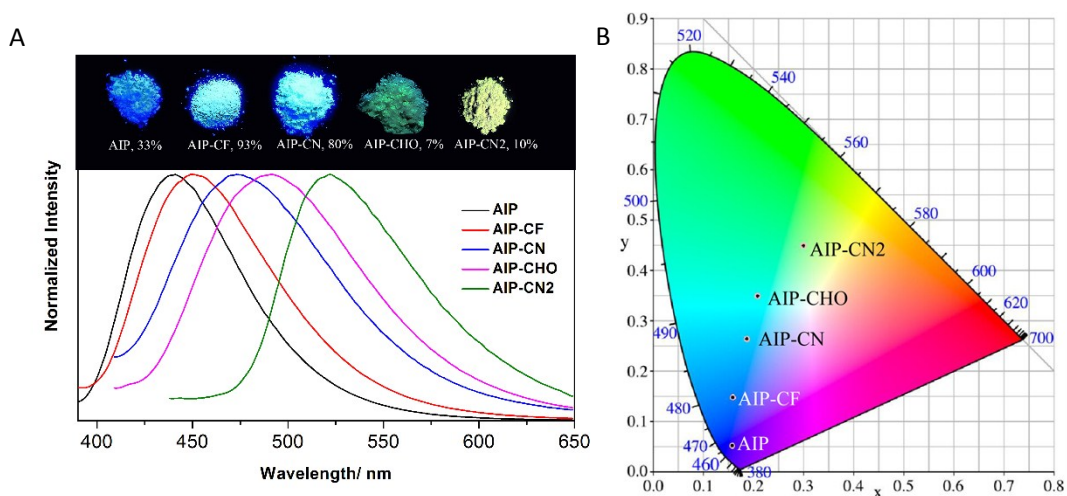 A
AIP, 33%
AIP-CF, 93%
AIP-CN, 80%
AIP-CHO, 7%
AIP-CN2, 10%
Normalized Intensity
AIP
AIP-CF
AIP-CN
AIP-CHO
AIP-CN2
400 450 500 550 600 650
Wavelength/ nm
B
0.9
0.8
0.7
0.6
0.5
y
0.4
0.3
0.2
0.1
0.0
520
540
560
500
580
600
620
490
700
480
470
460
380
AIP-CN2
AIP-CHO
AIP-CN
AIP-CF
AIP
0.0 0.1 0.2 0.3 0.4 0.5 0.6 0.7 0.8
x